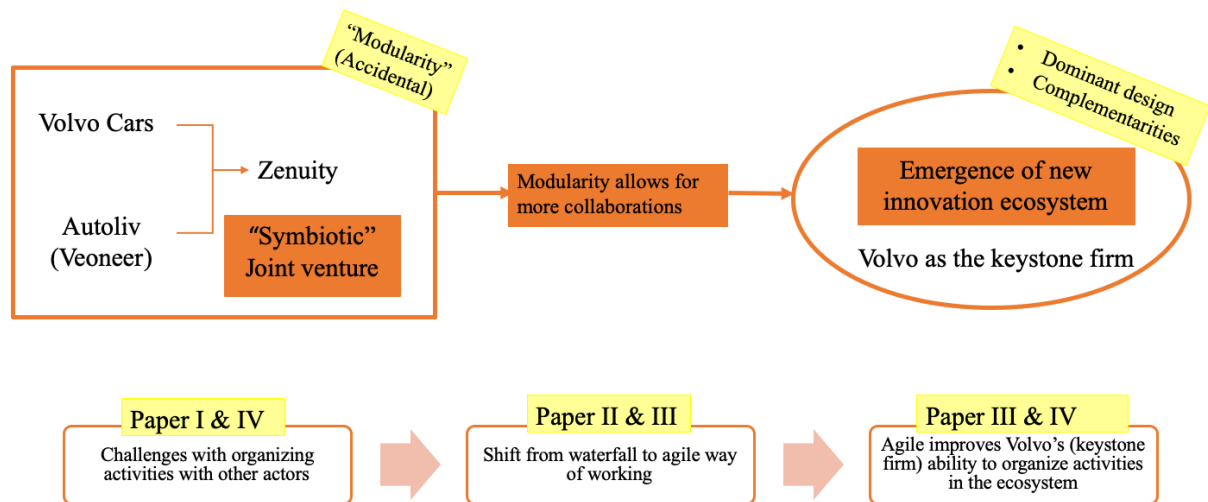 “Modularity”
(Accidental)
Volvo Cars
Zenuity
Autoliv
(Veoneer)
“Symbiotic”
Joint venture
Modularity allows for
more collaborations
• Dominant design
• Complementarities
Emergence of new
innovation ecosystem
Volvo as the keystone firm
Paper I & IV
Challenges with organizing
activities with other actors
Paper II & III
Shift from waterfall to agile way
of working
Paper III & IV
Agile improves Volvo’s (keystone
firm) ability to organize activities
in the ecosystem